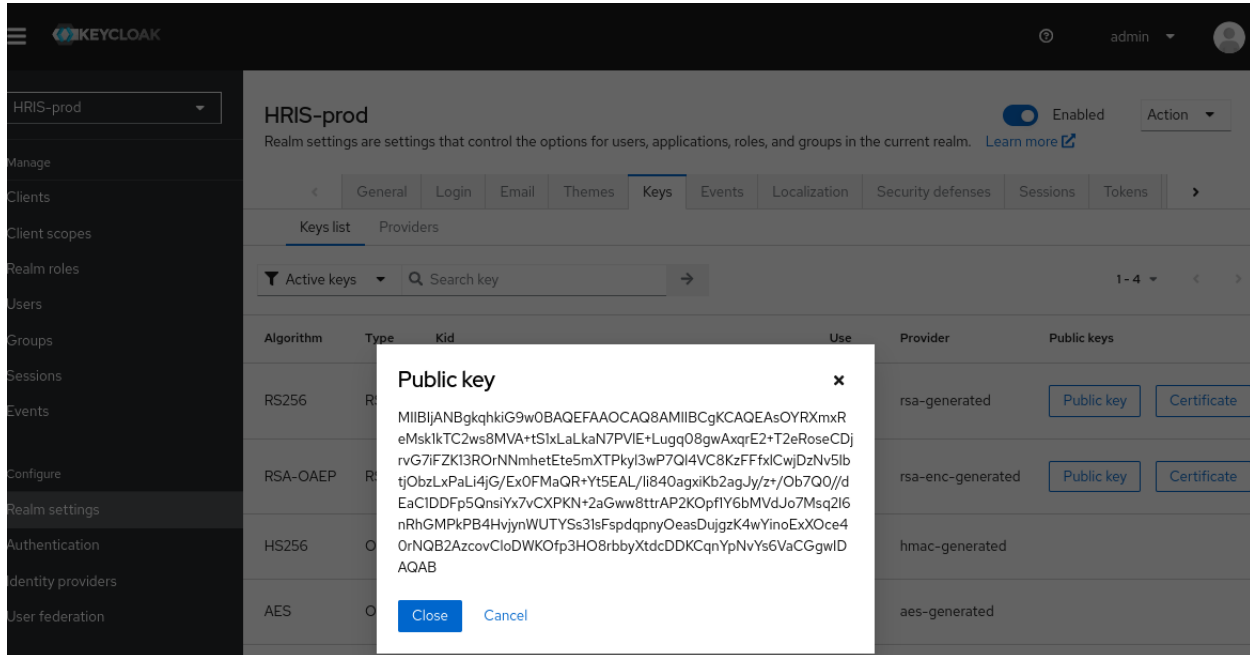 KEYCLOAK
admin
HRIS-prod
Manage
Clients
Client scopes
Realm roles
Users
Groups
Sessions
Events
Configure
Realm settings
Authentication
Identity providers
User federation
HRIS-prod
Enabled
Action
Realm settings are settings that control the options for users, applications, roles, and groups in the current realm. Learn more
General Login Email Themes Keys Events Localization Security defenses Sessions Tokens
Keys list Providers
Active keys Search key 1 - 4
Algorithm Type Kid Use Provider Public keys
RS256 rsa-generated Public key Certificate
RSA-OAEP rsa-enc-generated Public key Certificate
HS256 hmac-generated
AES aes-generated
Public key
MIIBIjANBgkqhkiG9w0BAQEFAAOCAQ8AMIIBCgKCAQEAsOYRXmxR
eMsk1kTC2ws8MVA+tS1xLaLkaN7PVlE+Lugq08gwAxqrE2+T2eRoseCDj
rvG7iFZK13ROrNNmhetEte5mXTPkyI3wP7QI4VC8KzFFfxICwjDzNv5Ib
tjObzLxPaLi4jG/Ex0FMaQR+Yt5EAL/Ii840agxiKb2agJy/z+/Ob7Q0//d
EaC1DDFp5QnsiYx7vCXPKN+2aGww8ttrAP2KOpf1Y6bMVdJo7Msq2I6
nRhGMPkPB4HvjynWUTYSs31sFspdqpnyOeasDujgzK4wYinoExXOce4
0rNQB2AzcovCloDWKOfp3HO8rbbyXtdcDDKCqnYpNvYs6VaCGgwID
AQAB
Close Cancel